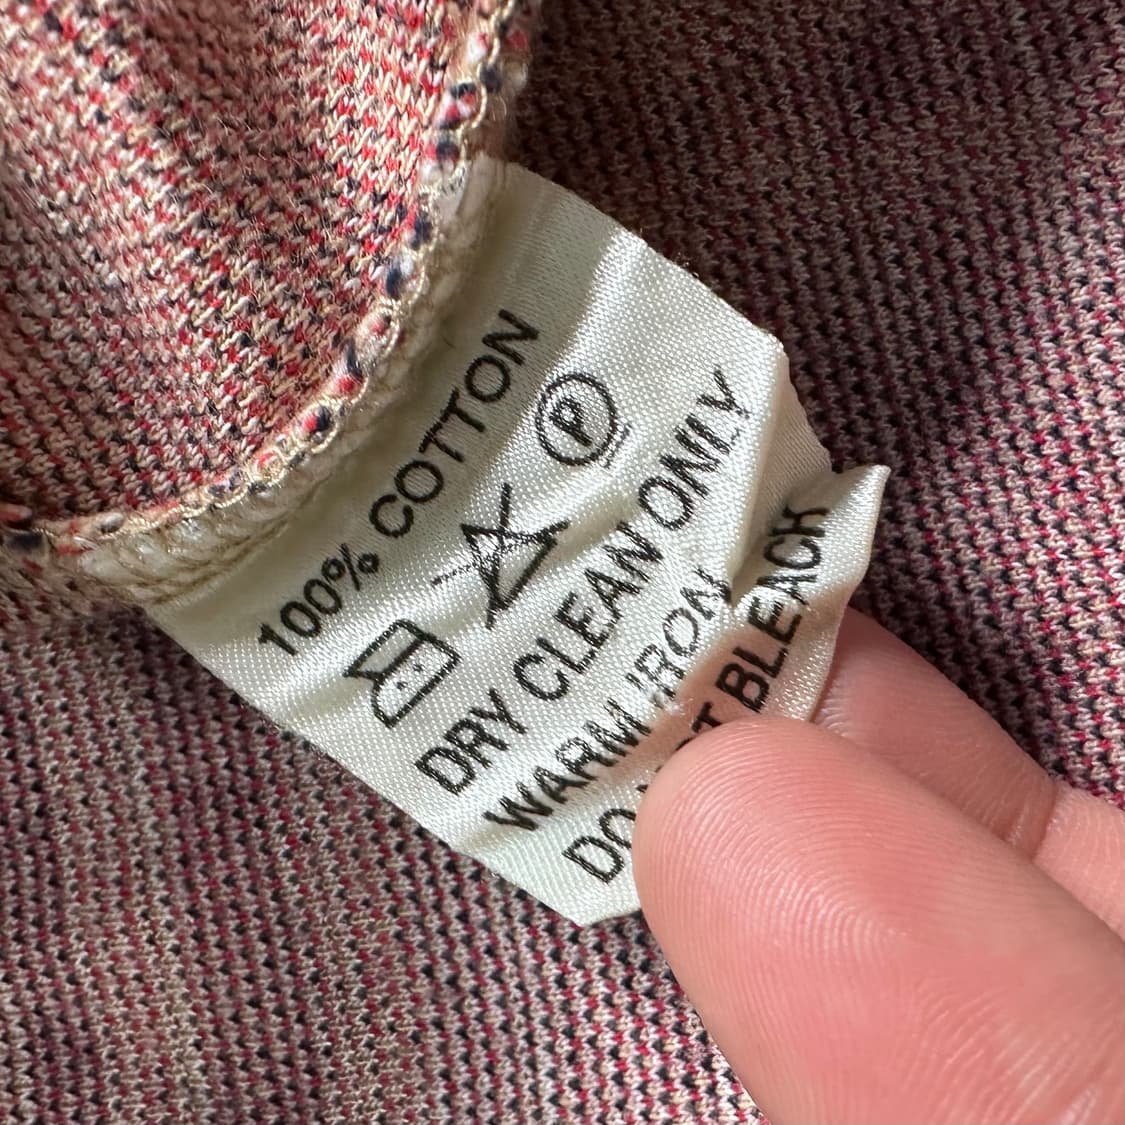 100% COTTON
P
DRY CLEAN ONLY
WARM IRON
DO BLEACH